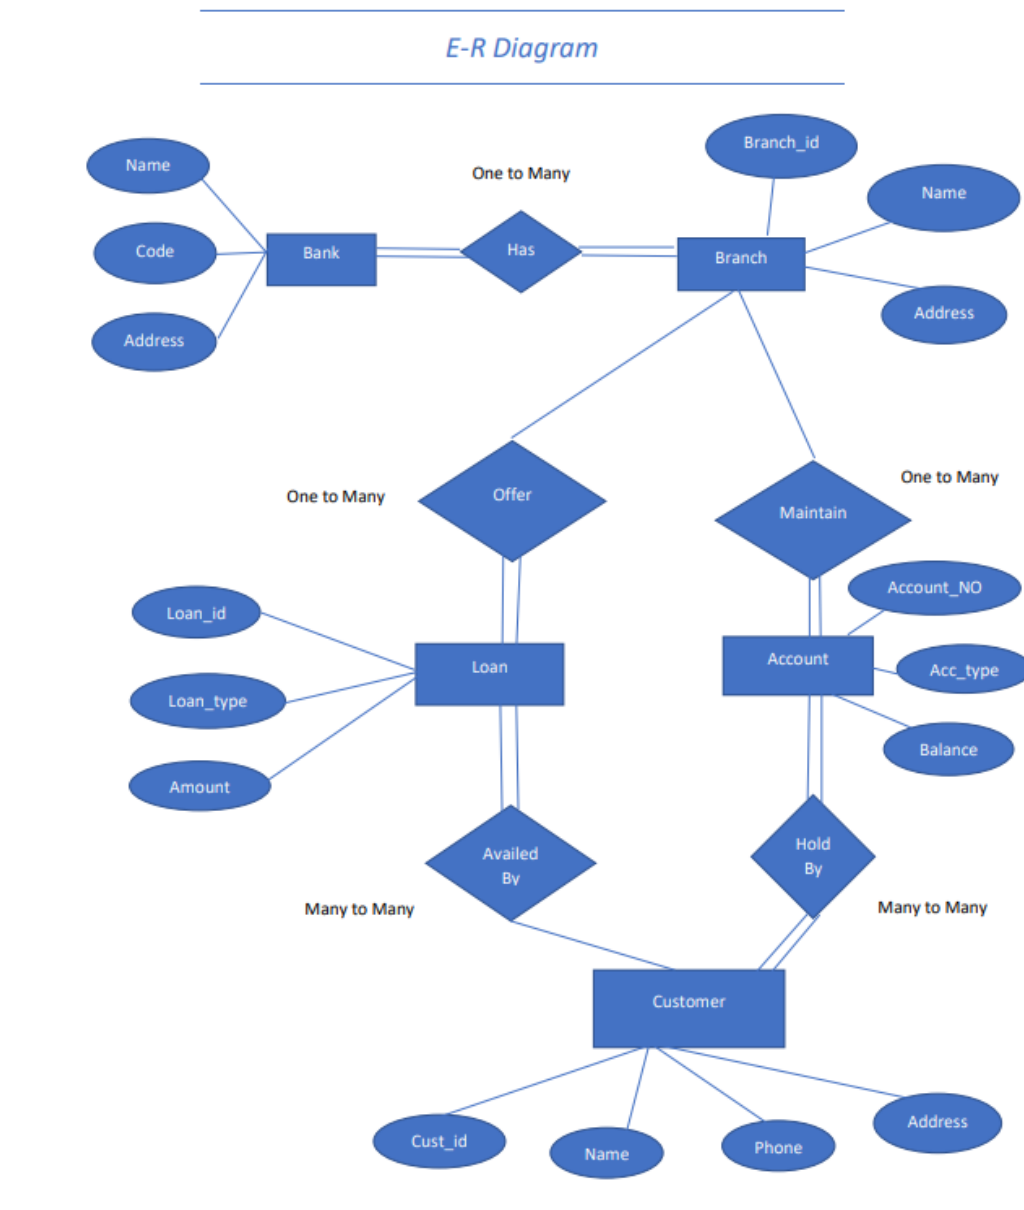 E-R Diagram
Branch_id
Name
One to Many
Name
Code
Bank
Has
Branch
Address
Address
One to Many
Offer
One to Many
Maintain
Account_NO
Loan_id
Loan
Account
Acc_type
Loan_type
Balance
Amount
Availed
By
Hold
By
Many to Many
Many to Many
Customer
Cust_id
Name
Phone
Address